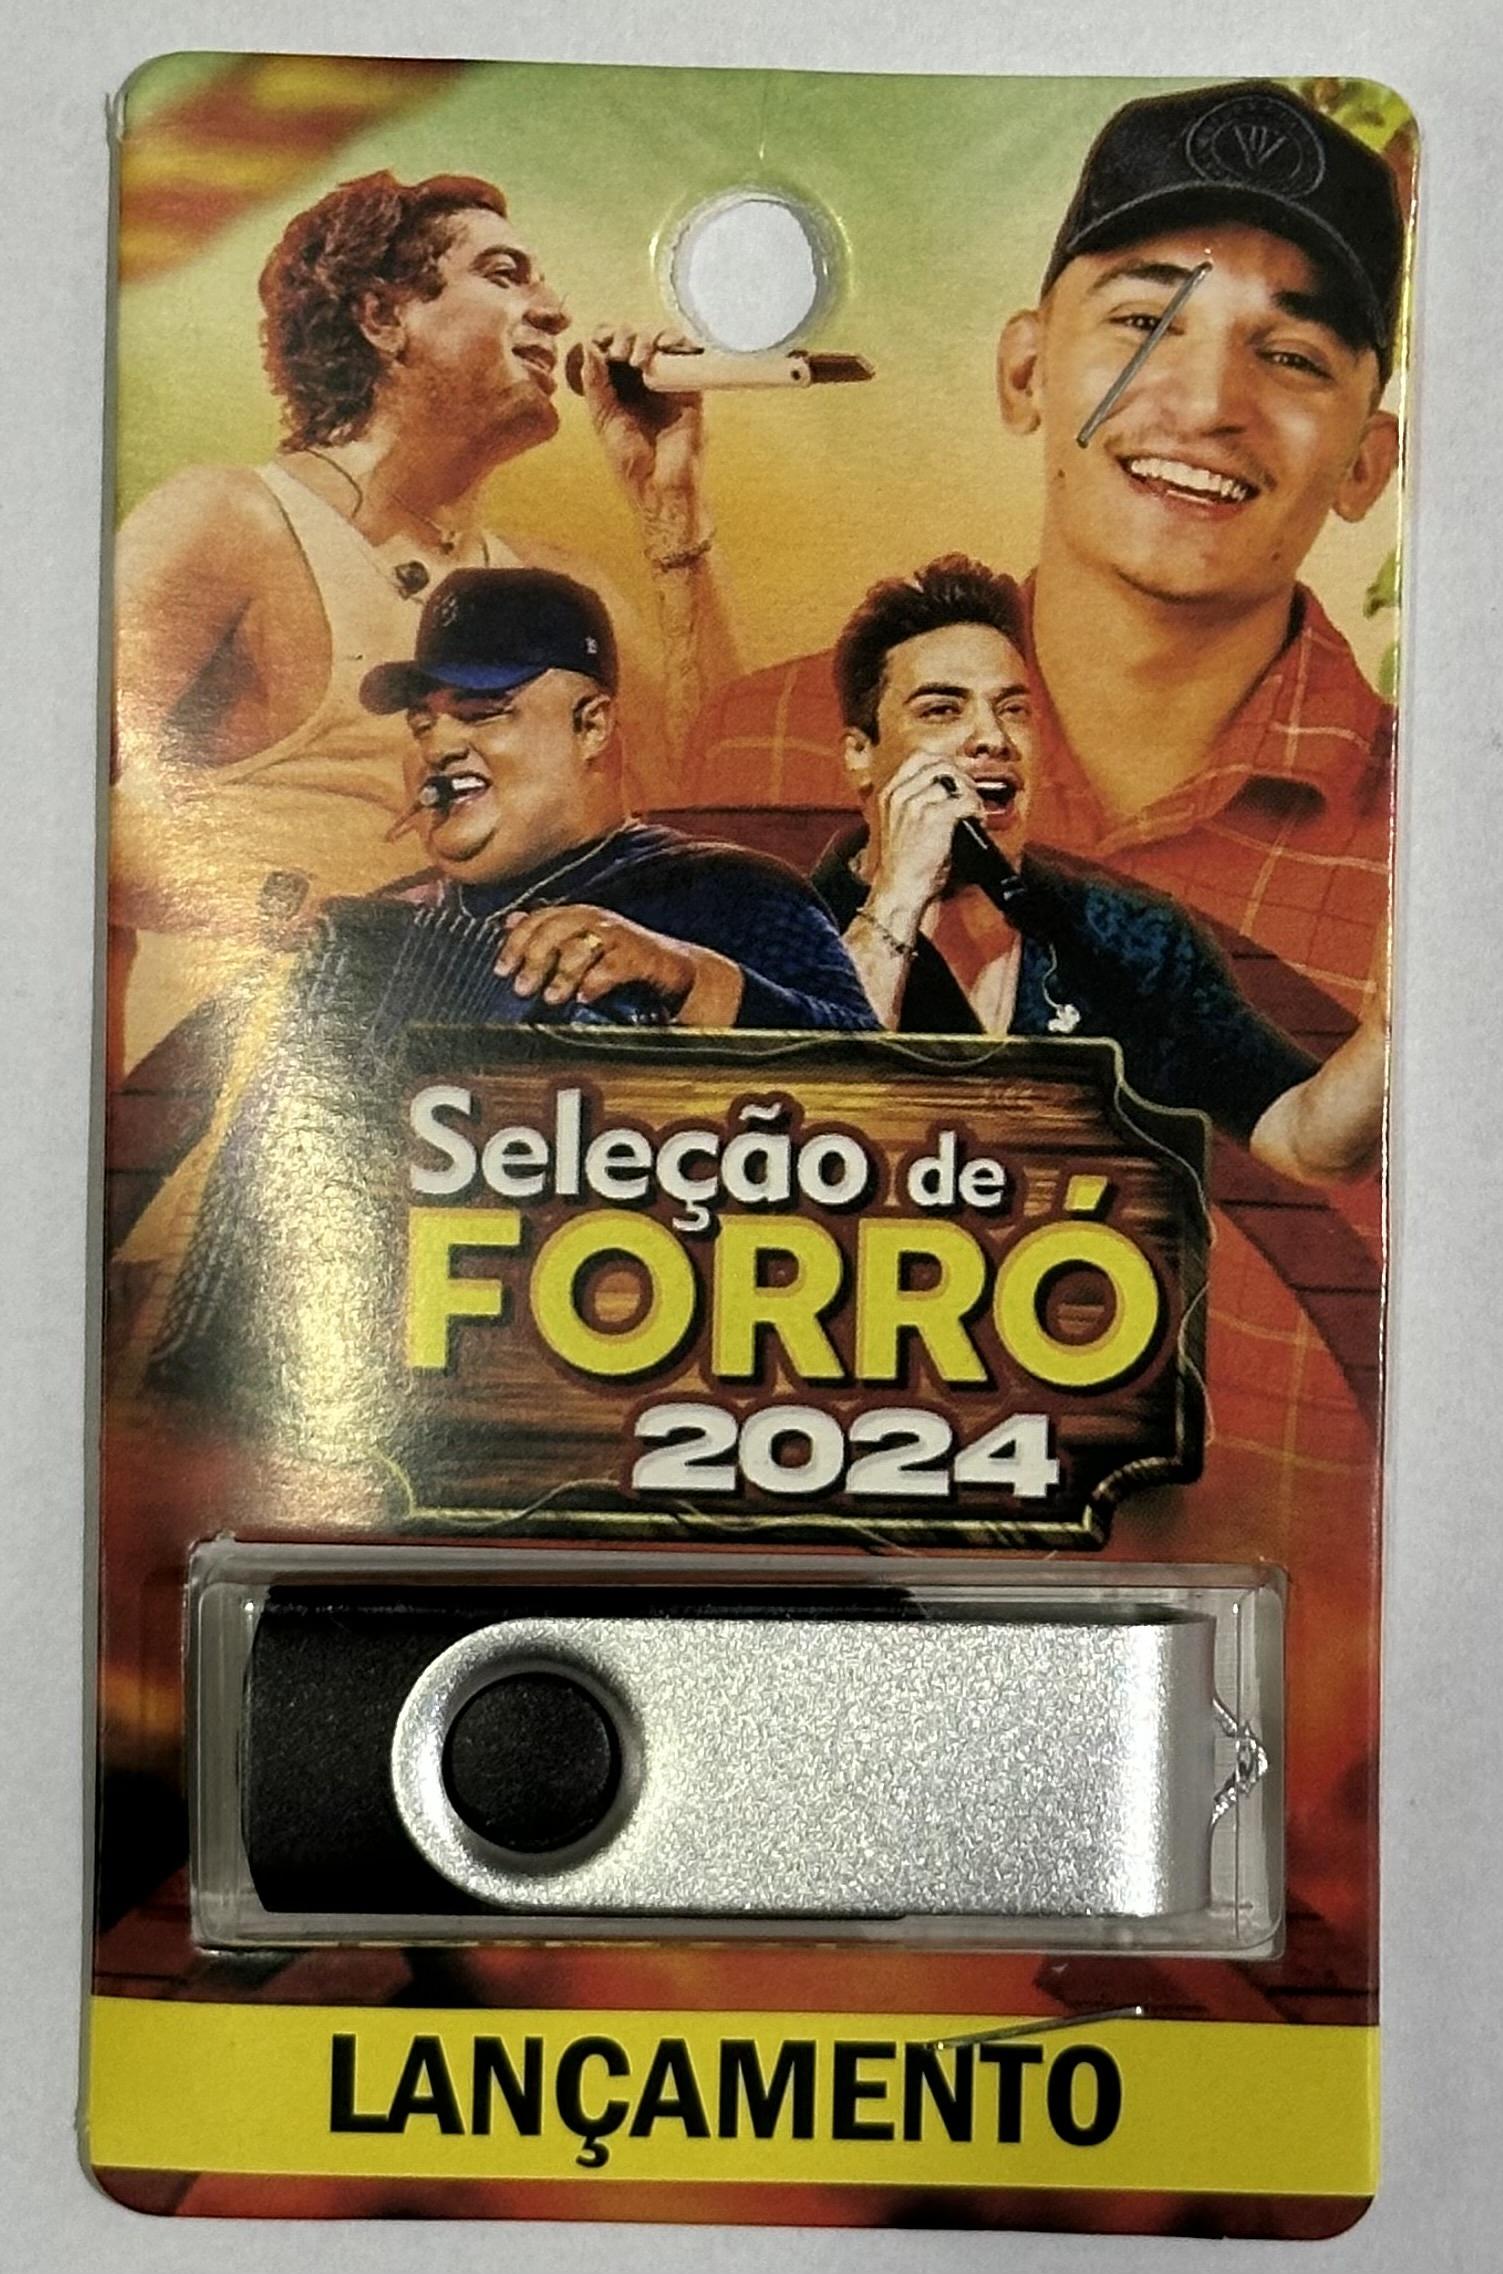 Seleção de
FORRÓ
2024
LANÇAMENTO